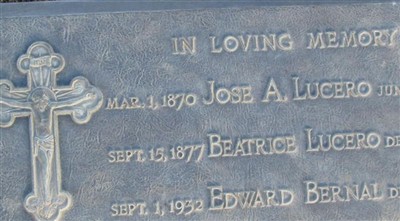 IN LOVING MEMORY
MAR. 1, 1870 JOSE A. LUCERO JUN
SEPT. 15, 1877 BEATRICE LUCERO DE
SEPT. 1, 1932 EDWARD BERNAL DE